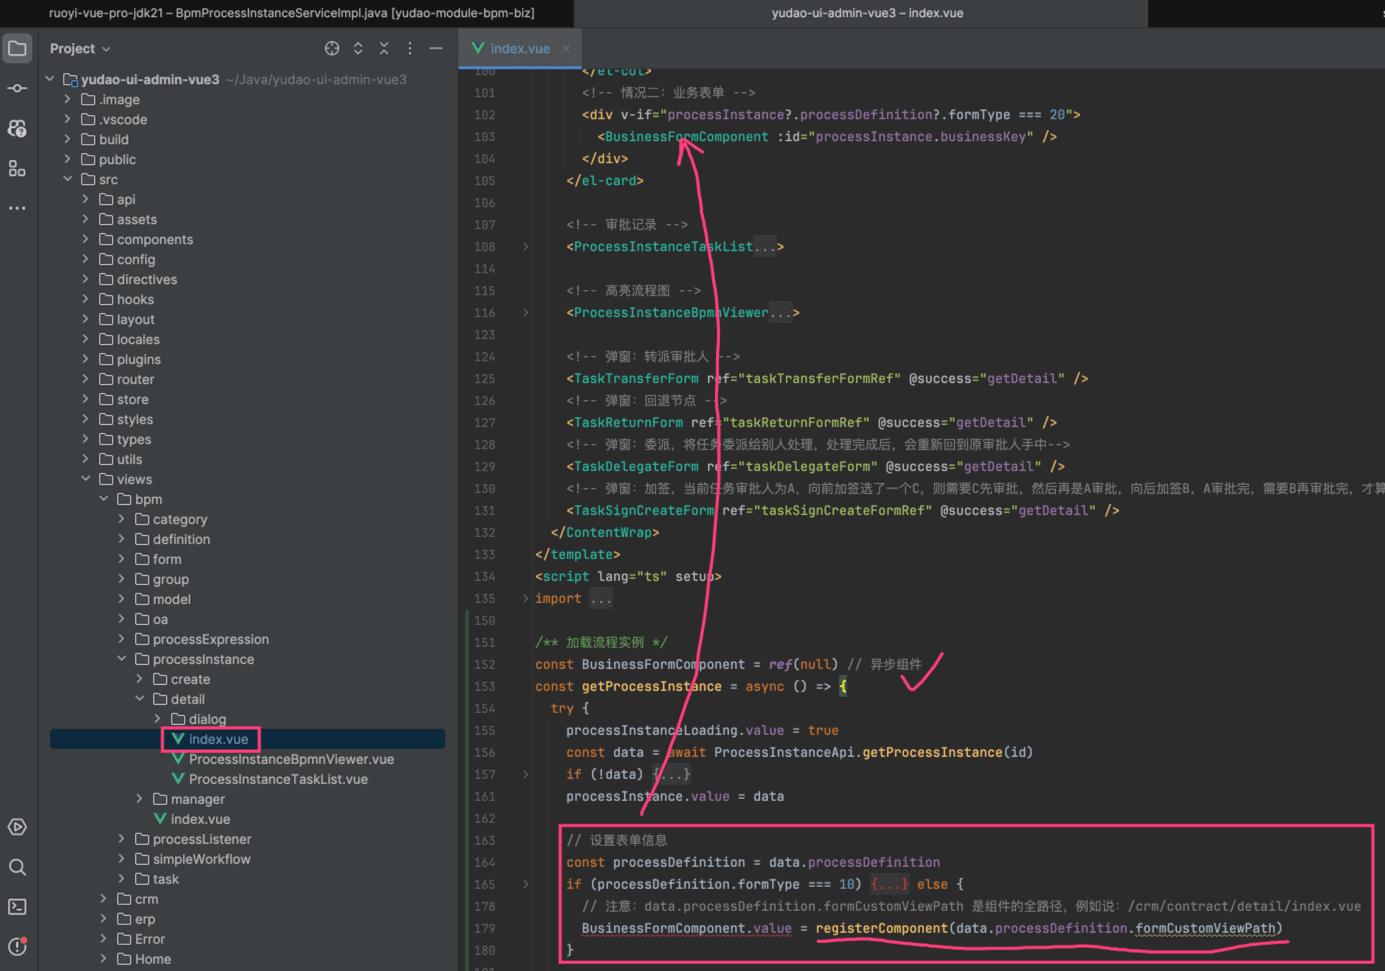 ruoyi-vue-pro-jdk21 – BpmProcessInstanceServiceImpl.java [yudao-module-bpm-biz]
yudao-ui-admin-vue3 – index.vue
Project
index.vue
yudao-ui-admin-vue3 ~/Java/yudao-ui-admin-vue3
.image
.vscode
build
public
src
api
assets
components
config
directives
hooks
layout
locales
plugins
router
store
styles
types
utils
views
bpm
category
definition
form
group
model
oa
processExpression
processInstance
create
detail
dialog
index.vue
ProcessInstanceBpmnViewer.vue
ProcessInstanceTaskList.vue
manager
index.vue
processListener
simpleWorkflow
task
crm
erp
Error
Home
100 </el-col>
101 <!-- 情况二：业务表单 -->
102 <div v-if="processInstance?.processDefinition?.formType === 20">
103 <BusinessFormComponent :id="processInstance.businessKey" />
104 </div>
105 </el-card>
106
107 <!-- 审批记录 -->
108 <ProcessInstanceTaskList...>
114
115 <!-- 高亮流程图 -->
116 <ProcessInstanceBpmnViewer...>
123
124 <!-- 弹窗：转派审批人 -->
125 <TaskTransferForm ref="taskTransferFormRef" @success="getDetail" />
126 <!-- 弹窗：回退节点 -->
127 <TaskReturnForm ref="taskReturnFormRef" @success="getDetail" />
128 <!-- 弹窗：委派，将任务委派给别人处理，处理完成后，会重新回到原审批人手中-->
129 <TaskDelegateForm ref="taskDelegateForm" @success="getDetail" />
130 <!-- 弹窗：加签，当前任务审批人为A，向前加签选了一个C，则需要C先审批，然后再是A审批，向后加签B，A审批完，需要B再审批完，才算
131 <TaskSignCreateForm ref="taskSignCreateFormRef" @success="getDetail" />
132 </ContentWrap>
133 </template>
134 <script lang="ts" setup>
135 import ...
150
151 /** 加载流程实例 */
152 const BusinessFormComponent = ref(null) // 异步组件
153 const getProcessInstance = async () => {
154 try {
155 processInstanceLoading.value = true
156 const data = await ProcessInstanceApi.getProcessInstance(id)
157 if (!data) {...}
161 processInstance.value = data
162
163 // 设置表单信息
164 const processDefinition = data.processDefinition
165 if (processDefinition.formType === 10) {...} else {
178 // 注意：data.processDefinition.formCustomViewPath 是组件的全路径，例如说：/crm/contract/detail/index.vue
179 BusinessFormComponent.value = registerComponent(data.processDefinition.formCustomViewPath)
180 }